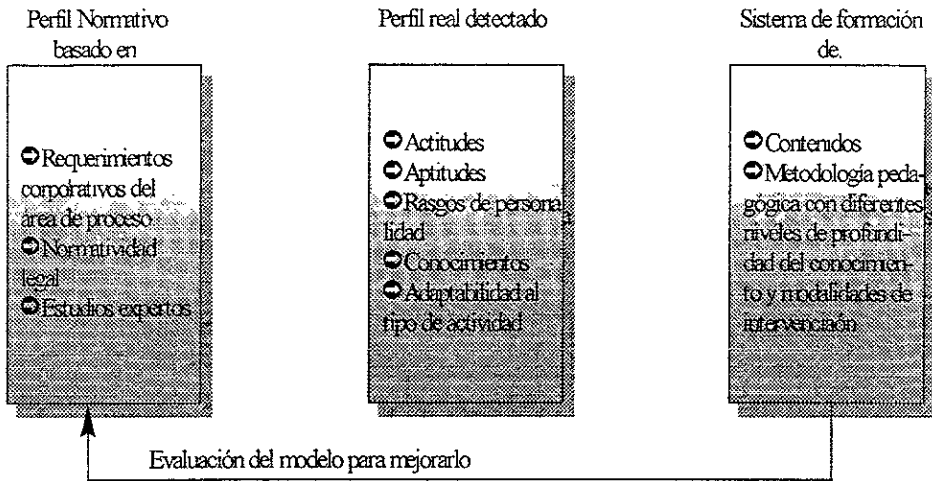 Perfil Normativo
basado en
➲Requerimientos
corporativos del
área de proceso
➲Normatividad
legal
➲Estudios expertos
Perfil real detectado
➲Actitudes
➲Aptitudes
➲Rasgos de persona
lidad
➲Conocimientos
➲Adaptabilidad al
tipo de actividad
Sistema de formación
de.
➲Contenidos
➲Metodología peda-
gógica con diferentes
niveles de profundi-
dad del conocimien-
to y modalidades de
intervención
Evaluación del modelo para mejorarlo